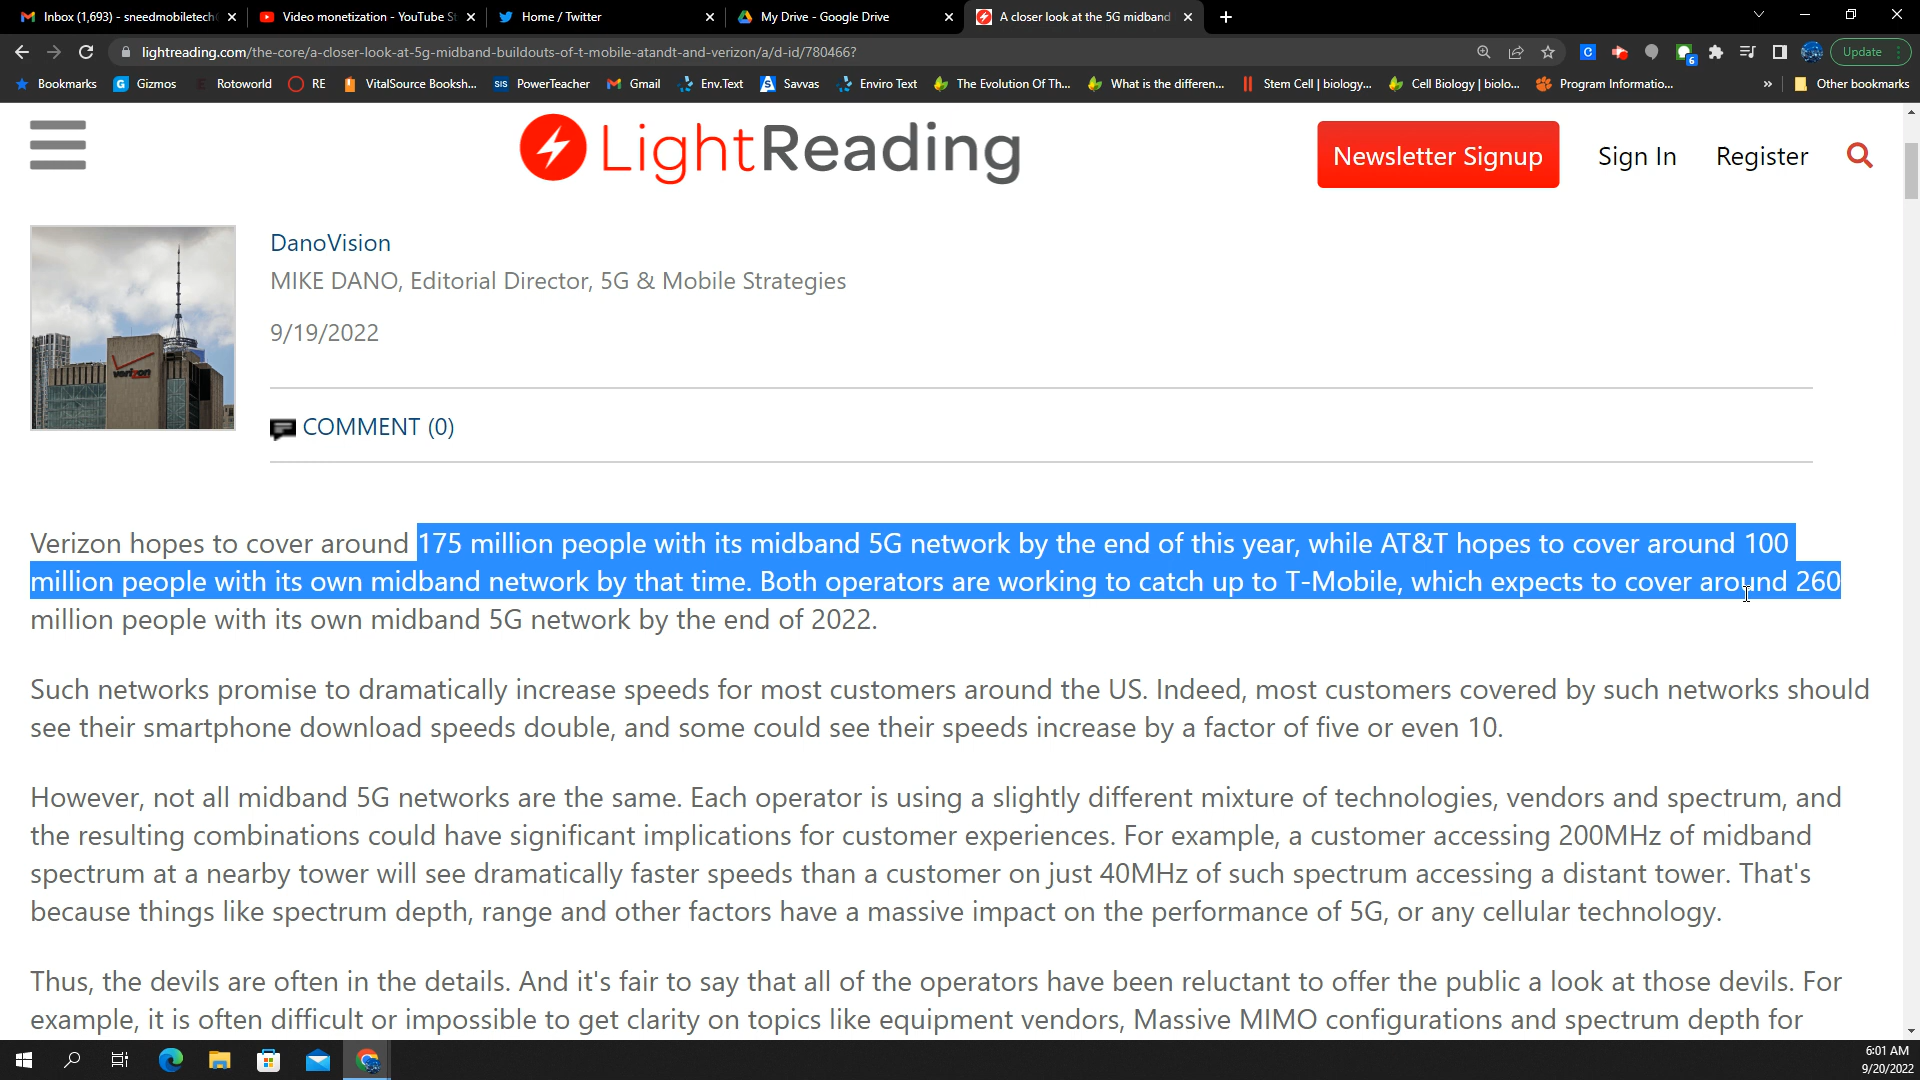 Inbox (1,693) - sneedmobiletech
Video monetization - YouTube St
Home / Twitter
My Drive - Google Drive
A closer look at the 5G midband
lightreading.com/the-core/a-closer-look-at-5g-midband-buildouts-of-t-mobile-atandt-and-verizon/a/d-id/780466?
6
Update
Bookmarks
G Gizmos
Rotoworld
RE
VitalSource Booksh...
SIS PowerTeacher
Gmail
Env.Text
Savvas
Enviro Text
The Evolution Of Th...
What is the differen...
Stem Cell | biology...
Cell Biology | biolo...
Program Informatio...
»
Other bookmarks
LightReading
Newsletter Signup
Sign In
Register
verizon
DanoVision
MIKE DANO, Editorial Director, 5G & Mobile Strategies
9/19/2022
COMMENT (0)
Verizon hopes to cover around 175 million people with its midband 5G network by the end of this year, while AT&T hopes to cover around 100
million people with its own midband network by that time. Both operators are working to catch up to T-Mobile, which expects to cover around 260
million people with its own midband 5G network by the end of 2022.
Such networks promise to dramatically increase speeds for most customers around the US. Indeed, most customers covered by such networks should
see their smartphone download speeds double, and some could see their speeds increase by a factor of five or even 10.
However, not all midband 5G networks are the same. Each operator is using a slightly different mixture of technologies, vendors and spectrum, and
the resulting combinations could have significant implications for customer experiences. For example, a customer accessing 200MHz of midband
spectrum at a nearby tower will see dramatically faster speeds than a customer on just 40MHz of such spectrum accessing a distant tower. That's
because things like spectrum depth, range and other factors have a massive impact on the performance of 5G, or any cellular technology.
Thus, the devils are often in the details. And it's fair to say that all of the operators have been reluctant to offer the public a look at those devils. For
example, it is often difficult or impossible to get clarity on topics like equipment vendors, Massive MIMO configurations and spectrum depth for
6:01 AM
9/20/2022